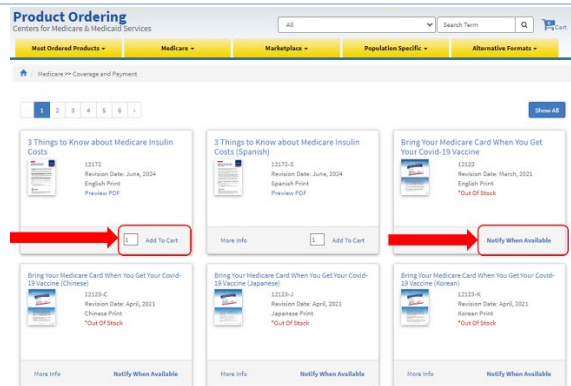 Product Ordering
Centers for Medicare & Medicaid Services
All
Search Term
Cart
Most Ordered Products
Medicare
Marketplace
Population Specific
Alternative Formats
/ Medicare >> Coverage and Payment
1 2 3 4 5 6 ›
Show All
3 Things to Know about Medicare Insulin
Costs
12172
Revision Date: June, 2024
English Print
Preview PDF
1 Add To Cart
3 Things to Know about Medicare Insulin
Costs (Spanish)
12172-S
Revision Date: June, 2024
Spanish Print
Preview PDF
More Info 1 Add To Cart
Bring Your Medicare Card When You Get
Your Covid-19 Vaccine
12123
Revision Date: March, 2021
English Print
*Out Of Stock
Notify When Available
Bring Your Medicare Card When You Get Your Covid-
19 Vaccine (Chinese)
12123-C
Revision Date: April, 2021
Chinese Print
*Out Of Stock
More Info Notify When Available
Bring Your Medicare Card When You Get Your Covid-
19 Vaccine (Japanese)
12123-J
Revision Date: April, 2021
Japanese Print
*Out Of Stock
More Info Notify When Available
Bring Your Medicare Card When You Get Your Covid-
19 Vaccine (Korean)
12123-K
Revision Date: April, 2021
Korean Print
*Out Of Stock
More Info Notify When Available